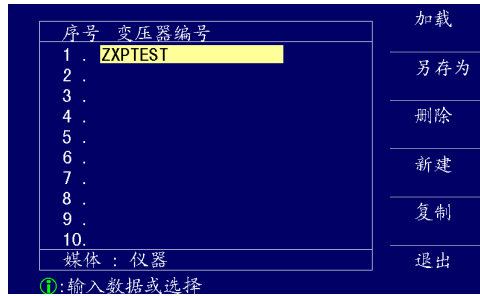 序号 变压器编号
1 . ZXPTEST
2 .
3 .
4 .
5 .
6 .
7 .
8 .
9 .
10.
媒体 : 仪器
:输入数据或选择
加载
另存为
删除
新建
复制
退出